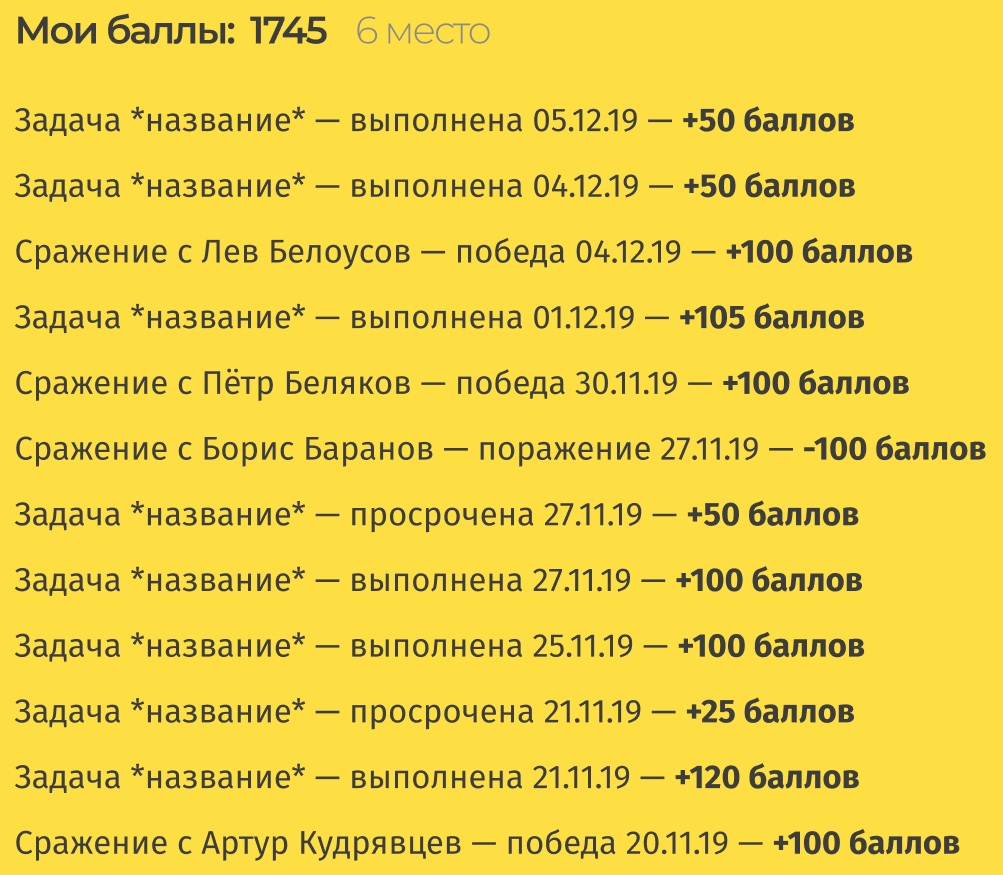 Мои баллы: 1745 6 место
Задача *название* — выполнена 05.12.19 — +50 баллов
Задача *название* — выполнена 04.12.19 — +50 баллов
Сражение с Лев Белоусов — победа 04.12.19 — +100 баллов
Задача *название* — выполнена 01.12.19 — +105 баллов
Сражение с Пётр Беляков — победа 30.11.19 — +100 баллов
Сражение с Борис Баранов — поражение 27.11.19 — -100 баллов
Задача *название* — просрочена 27.11.19 — +50 баллов
Задача *название* — выполнена 27.11.19 — +100 баллов
Задача *название* — выполнена 25.11.19 — +100 баллов
Задача *название* — просрочена 21.11.19 — +25 баллов
Задача *название* — выполнена 21.11.19 — +120 баллов
Сражение с Артур Кудрявцев — победа 20.11.19 — +100 баллов